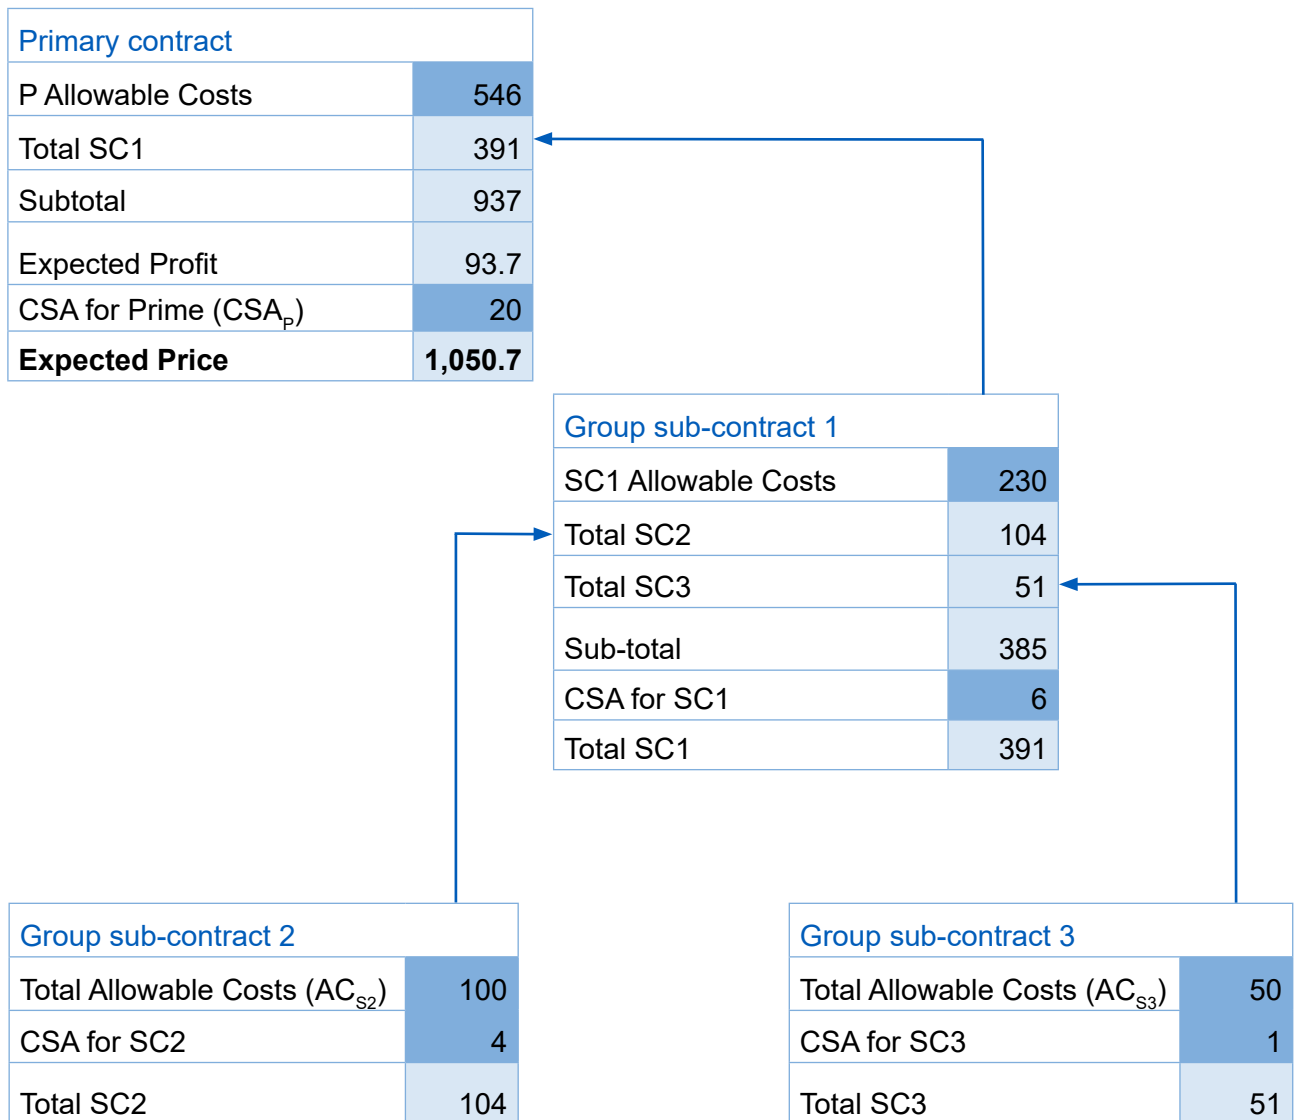 Primary contract
P Allowable Costs 546
Total SC1 391
Subtotal 937
Expected Profit 93.7
CSA for Prime (CSAP) 20
Expected Price 1,050.7
Group sub-contract 1
SC1 Allowable Costs 230
Total SC2 104
Total SC3 51
Sub-total 385
CSA for SC1 6
Total SC1 391
Group sub-contract 2
Total Allowable Costs (ACS2) 100
CSA for SC2 4
Total SC2 104
Group sub-contract 3
Total Allowable Costs (ACS3) 50
CSA for SC3 1
Total SC3 51